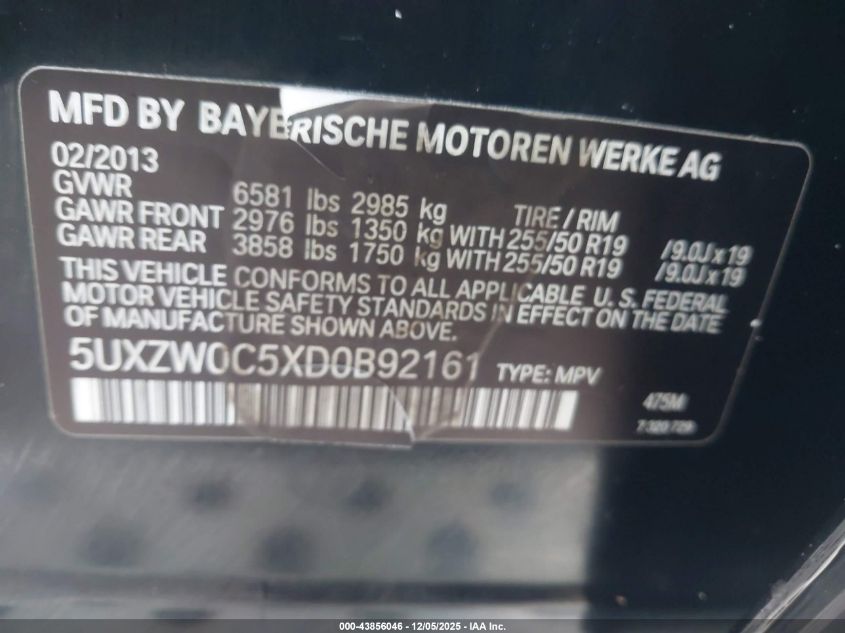 MFD BY BAYERISCHE MOTOREN WERKE AG
02/2013
GVWR 6581 lbs 2985 kg TIRE / RIM
GAWR FRONT 2976 lbs 1350 kg WITH 255/50 R19 /9.0J x 19
GAWR REAR 3858 lbs 1750 kg WITH 255/50 R19 /9.0J x 19
THIS VEHICLE CONFORMS TO ALL APPLICABLE U. S. FEDERAL
MOTOR VEHICLE SAFETY STANDARDS IN EFFECT ON THE DATE
OF MANUFACTURE SHOWN ABOVE.
5UXZW0C5XD0B92161 TYPE: MPV
475M
7 320 729
000-43856046 - 12/05/2025 - IAA Inc.